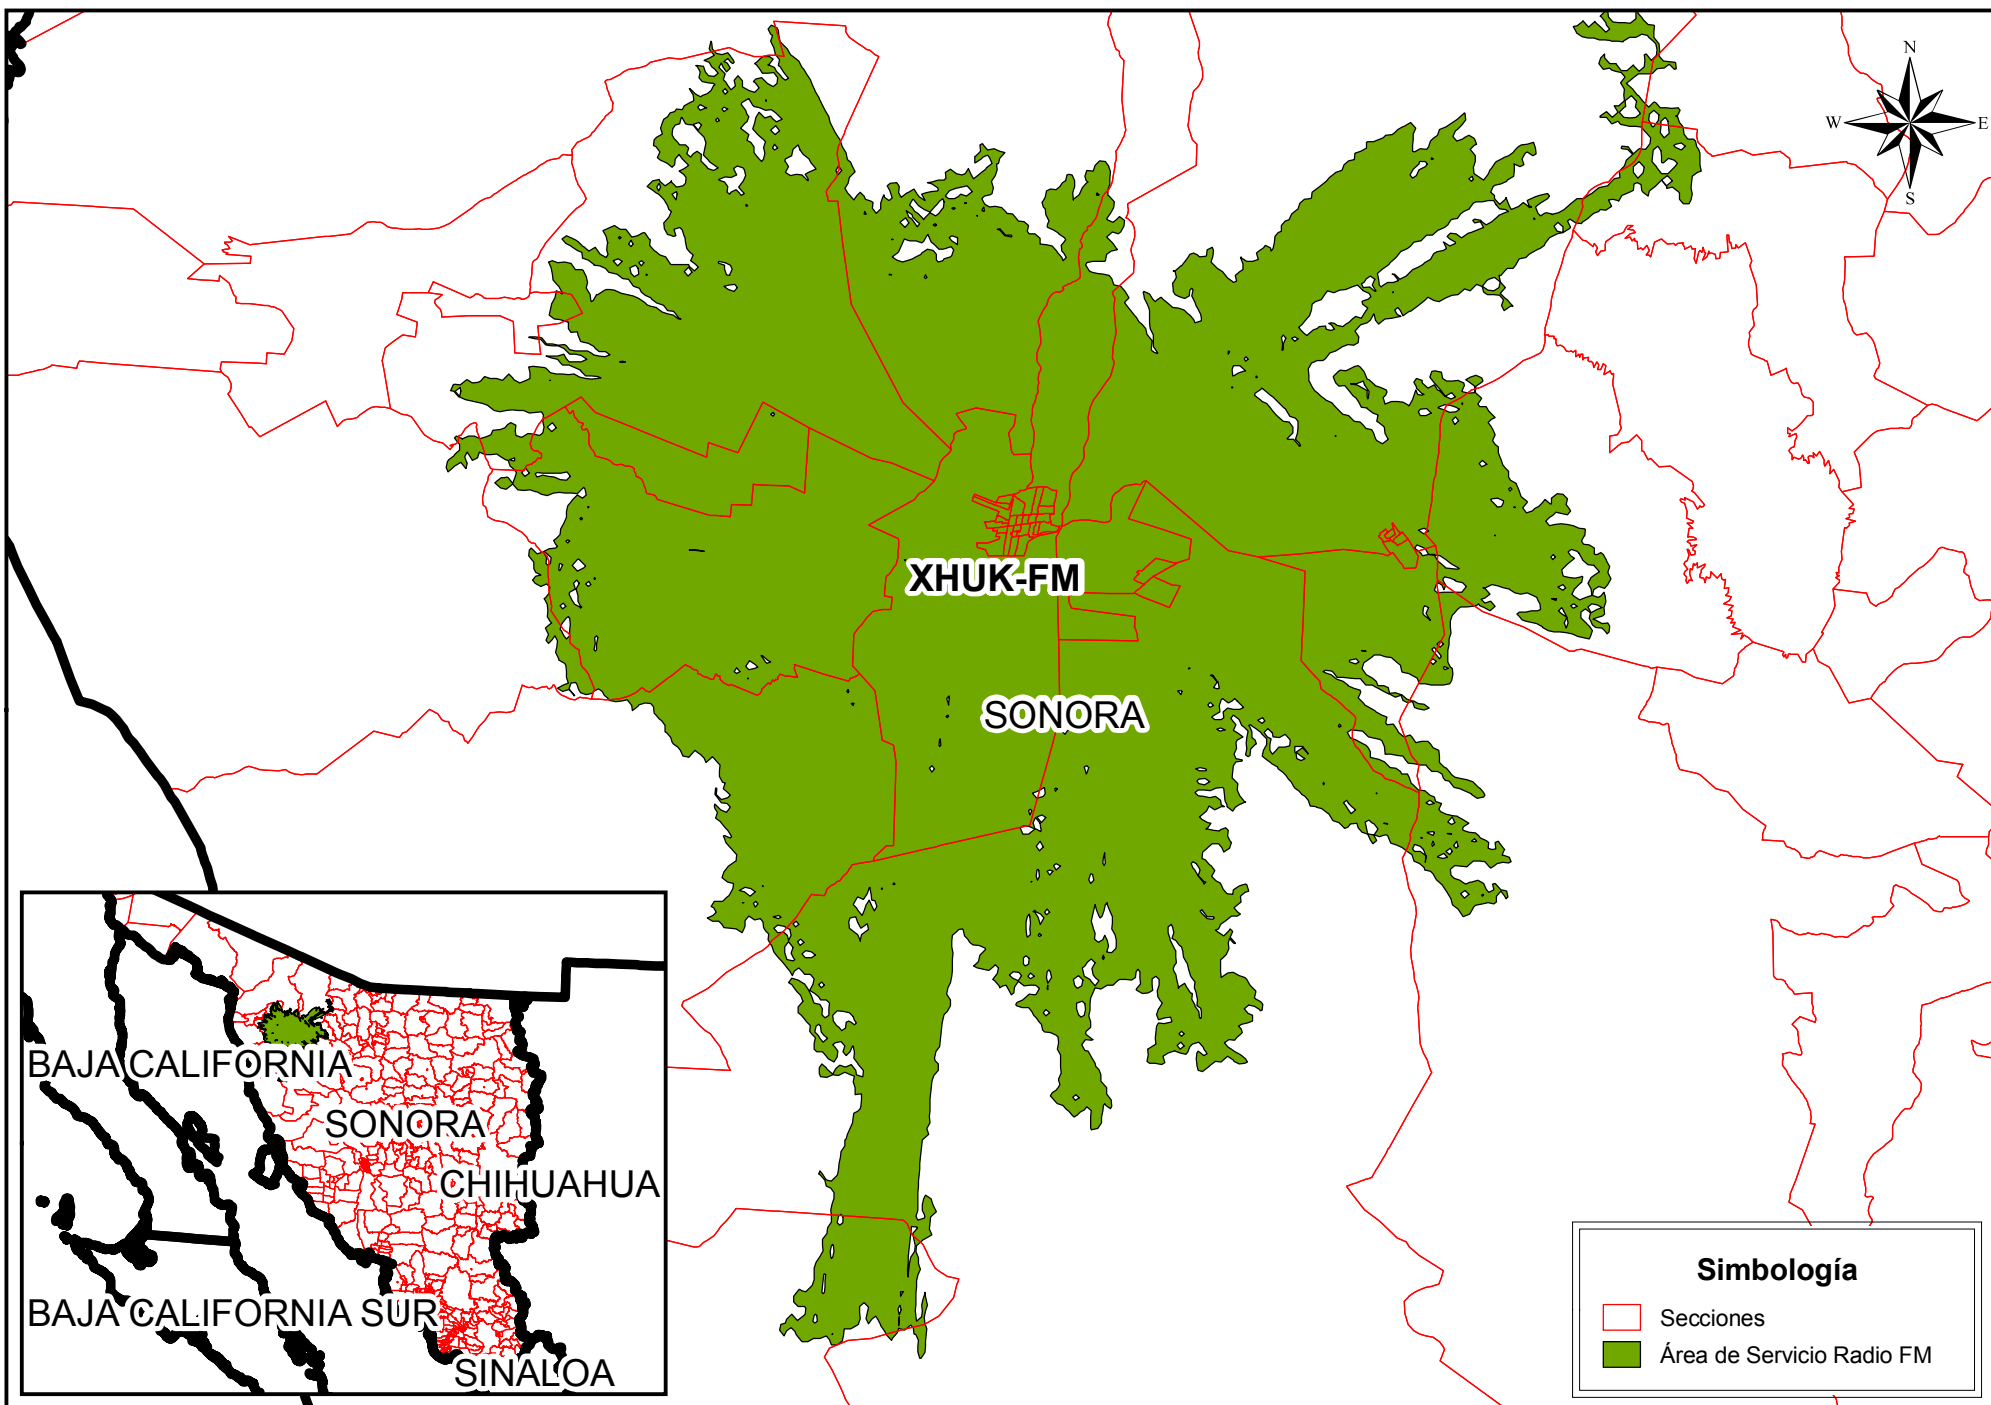 N
W E
S
XHUK-FM
SONORA
BAJA CALIFORNIA
SONORA
CHIHUAHUA
BAJA CALIFORNIA SUR
SINALOA
Simbología
Secciones
Área de Servicio Radio FM